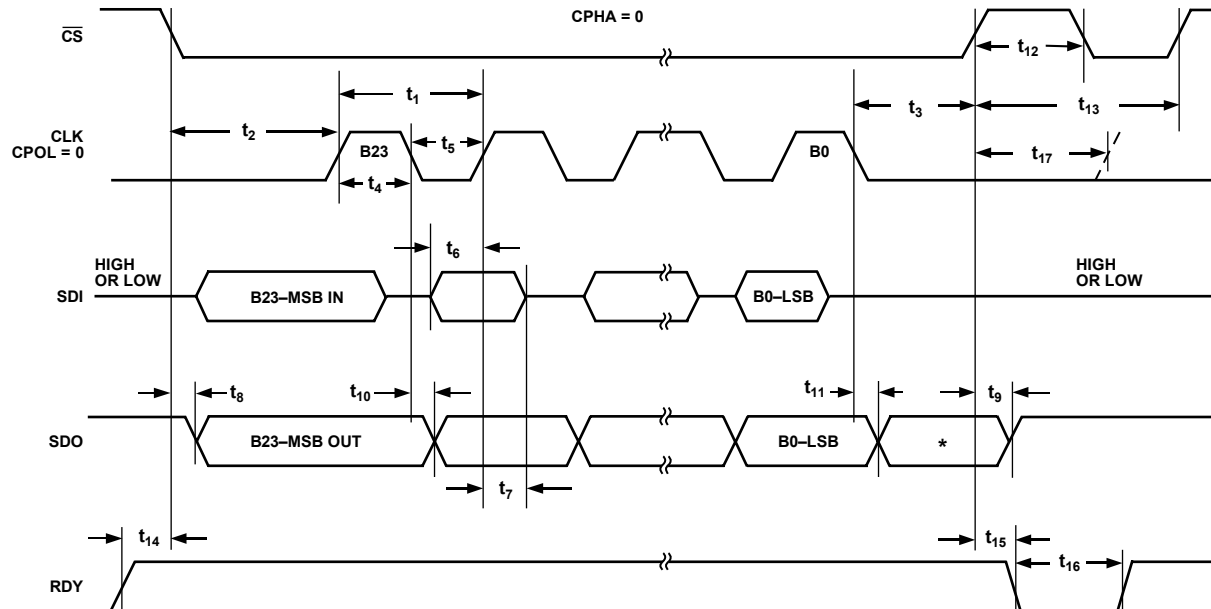 CPHA = 0
CS
t12
t1
t3
t13
CLK
CPOL = 0
t2
B23
t5
B0
t17
t4
t6
HIGH
OR LOW
HIGH
OR LOW
SDI
B23–MSB IN
B0–LSB
t8
t10
t11
t9
SDO
B23–MSB OUT
B0–LSB
*
t7
t14
t15
t16
RDY